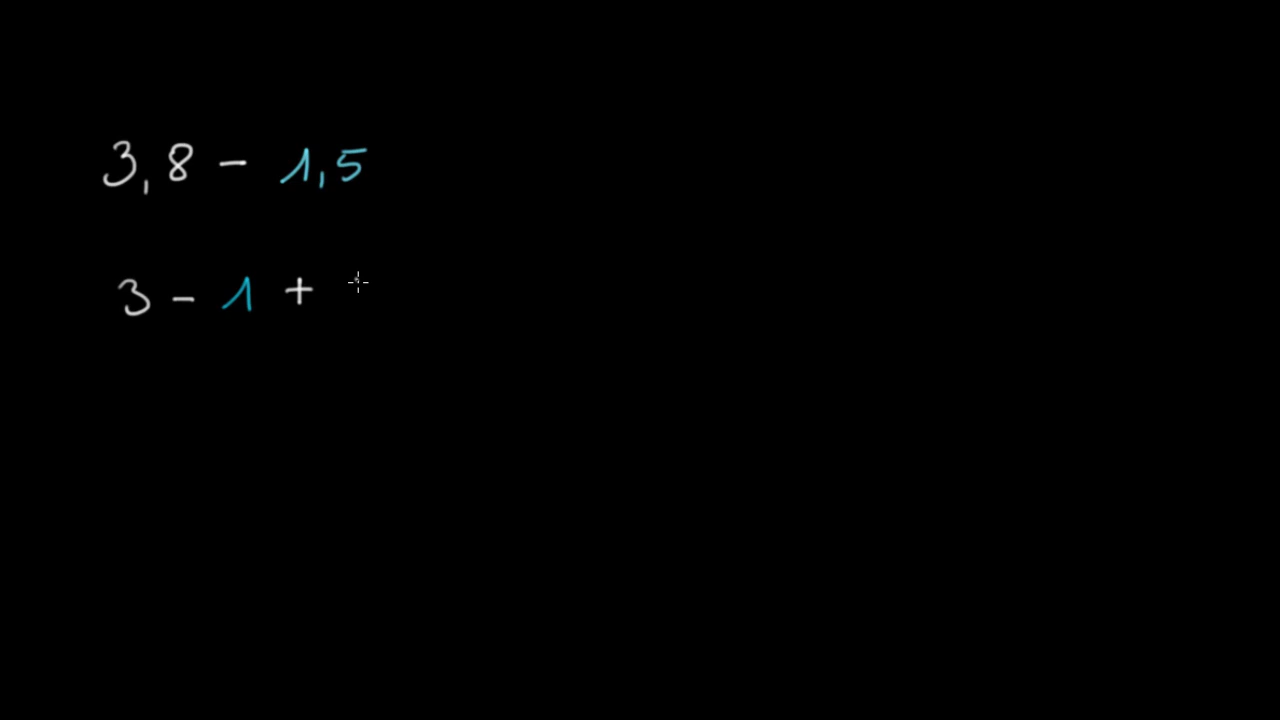 3,8 - 1,5
3 - 1 +